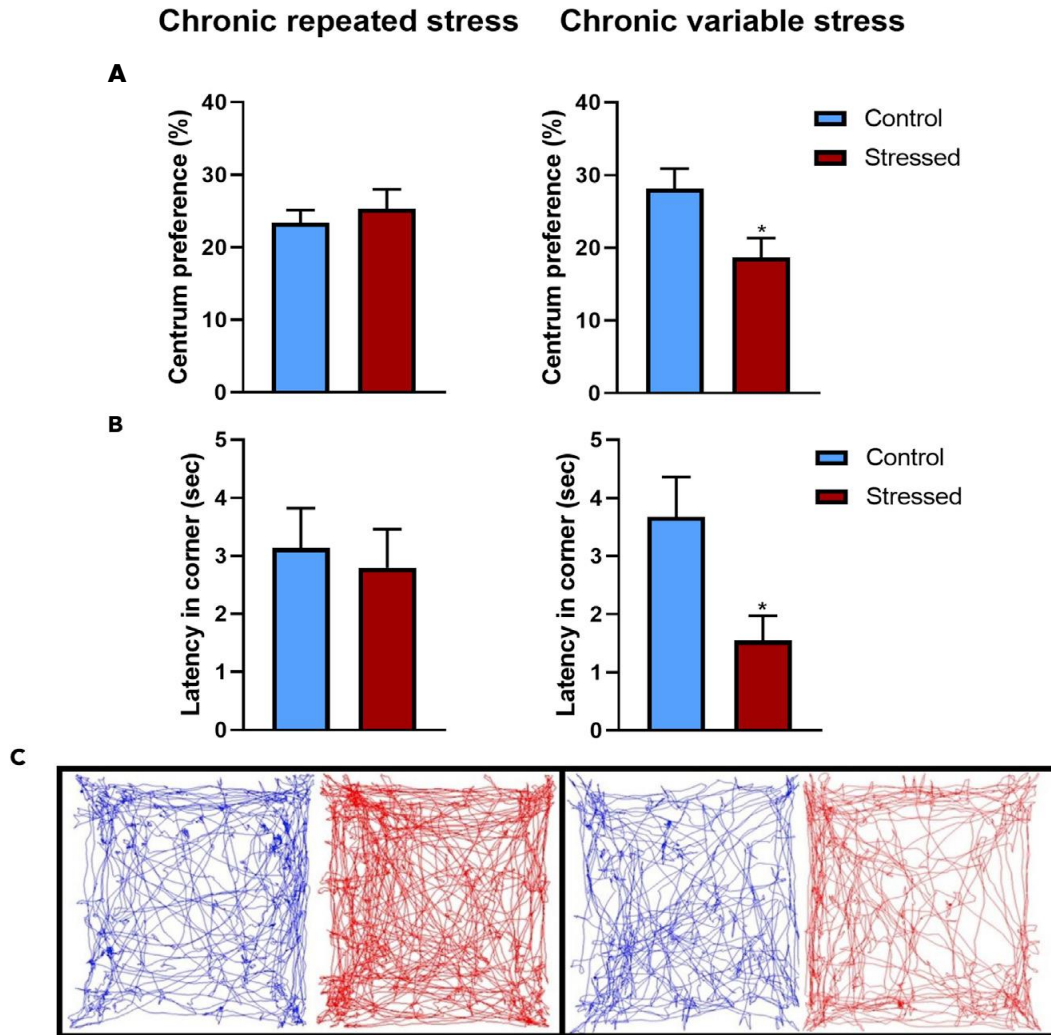 Chronic repeated stress Chronic variable stress
A
Centrum preference (%)
40
30
20
10
0
Centrum preference (%)
40
30
20
10
0
*
Control
Stressed
B
Latency in corner (sec)
5
4
3
2
1
0
Latency in corner (sec)
5
4
3
2
1
0
*
Control
Stressed
C